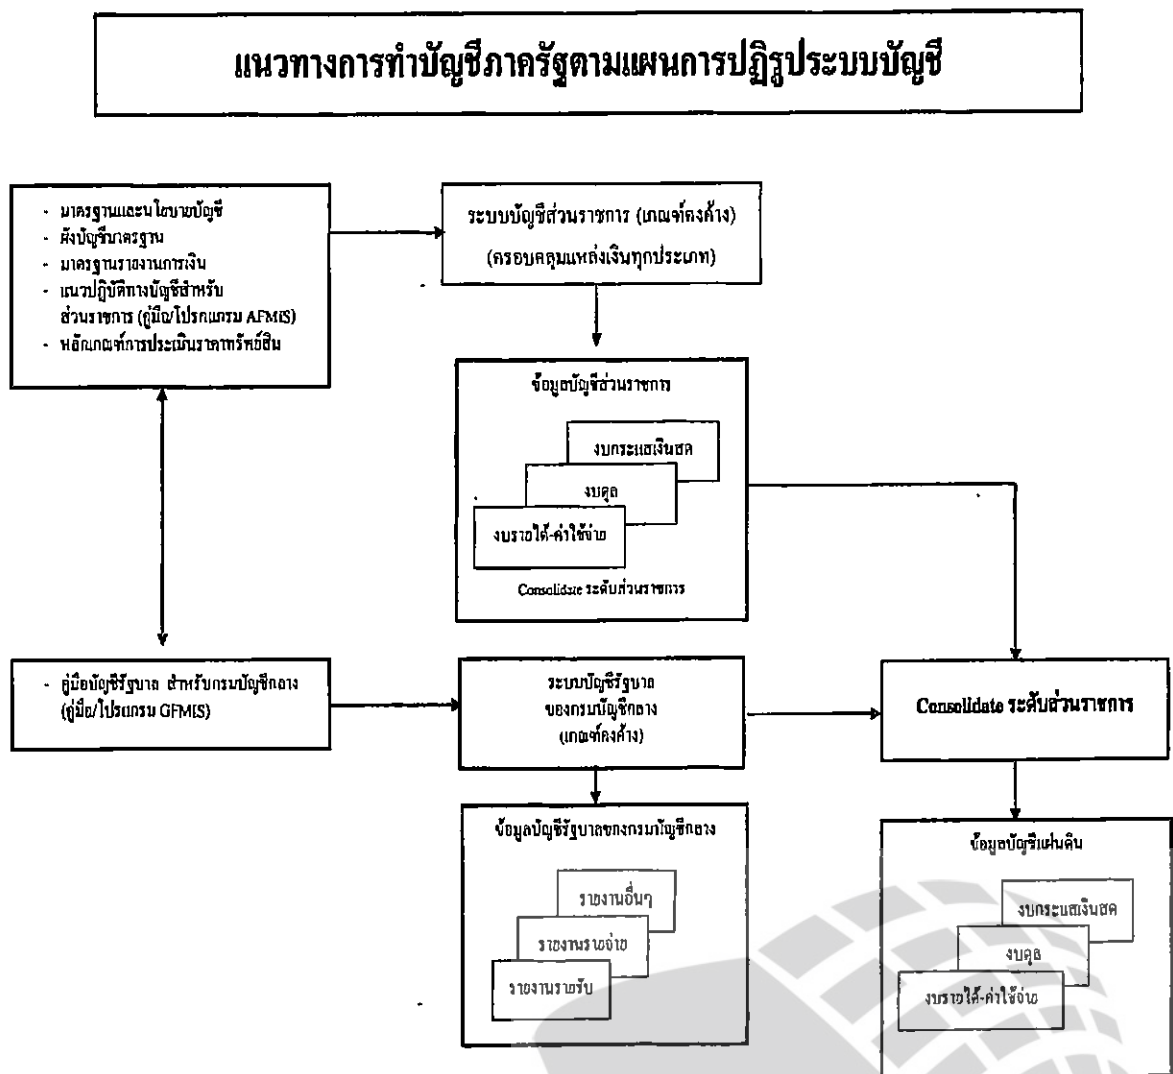 แนวทางการทำบัญชีภาครัฐตามแผนการปฏิรูประบบบัญชี
- มาตรฐานและนโยบายบัญชี
- ผังบัญชีมาตรฐาน
- มาตรฐานรายงานการเงิน
- แนวปฏิบัติทางบัญชีสำหรับ
ส่วนราชการ (คู่มือ/โปรแกรม AFMIS)
- หลักเกณฑ์การประเมินราคาทรัพย์สิน
ระบบบัญชีส่วนราชการ (เกณฑ์คงค้าง)
(ครอบคลุมแหล่งเงินทุกประเภท)
ข้อมูลบัญชีส่วนราชการ
งบกระแสเงินสด
งบดุล
งบรายได้-ค่าใช้จ่าย
Consolidate ระดับส่วนราชการ
- คู่มือบัญชีรัฐบาล สำหรับกรมบัญชีกลาง
(คู่มือ/โปรแกรม GFMIS)
ระบบบัญชีรัฐบาล
ของกรมบัญชีกลาง
(เกณฑ์คงค้าง)
Consolidate ระดับส่วนราชการ
ข้อมูลบัญชีรัฐบาลของกรมบัญชีกลาง
รายงานอื่นๆ
รายงานรายจ่าย
รายงานรายรับ
ข้อมูลบัญชีแผ่นดิน
งบกระแสเงินสด
งบดุล
งบรายได้-ค่าใช้จ่าย